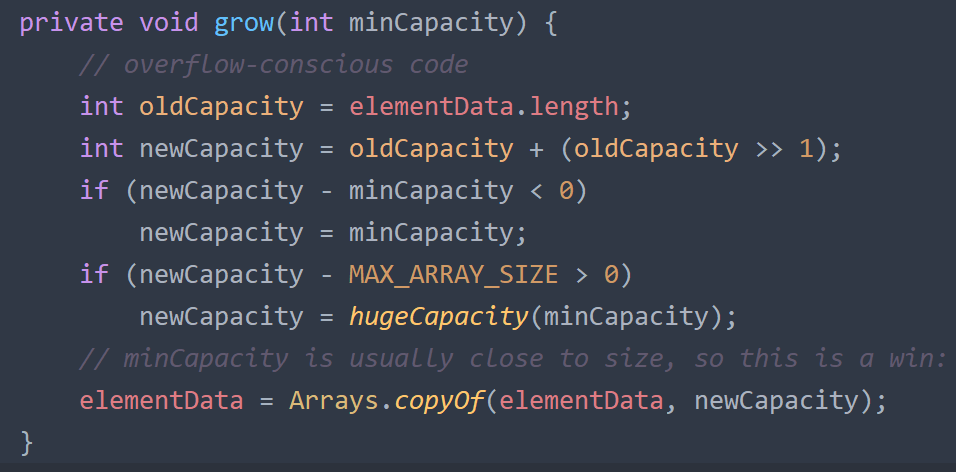 private void grow(int minCapacity) {
    // overflow-conscious code
    int oldCapacity = elementData.length;
    int newCapacity = oldCapacity + (oldCapacity >> 1);
    if (newCapacity - minCapacity < 0)
        newCapacity = minCapacity;
    if (newCapacity - MAX_ARRAY_SIZE > 0)
        newCapacity = hugeCapacity(minCapacity);
    // minCapacity is usually close to size, so this is a win:
    elementData = Arrays.copyOf(elementData, newCapacity);
}